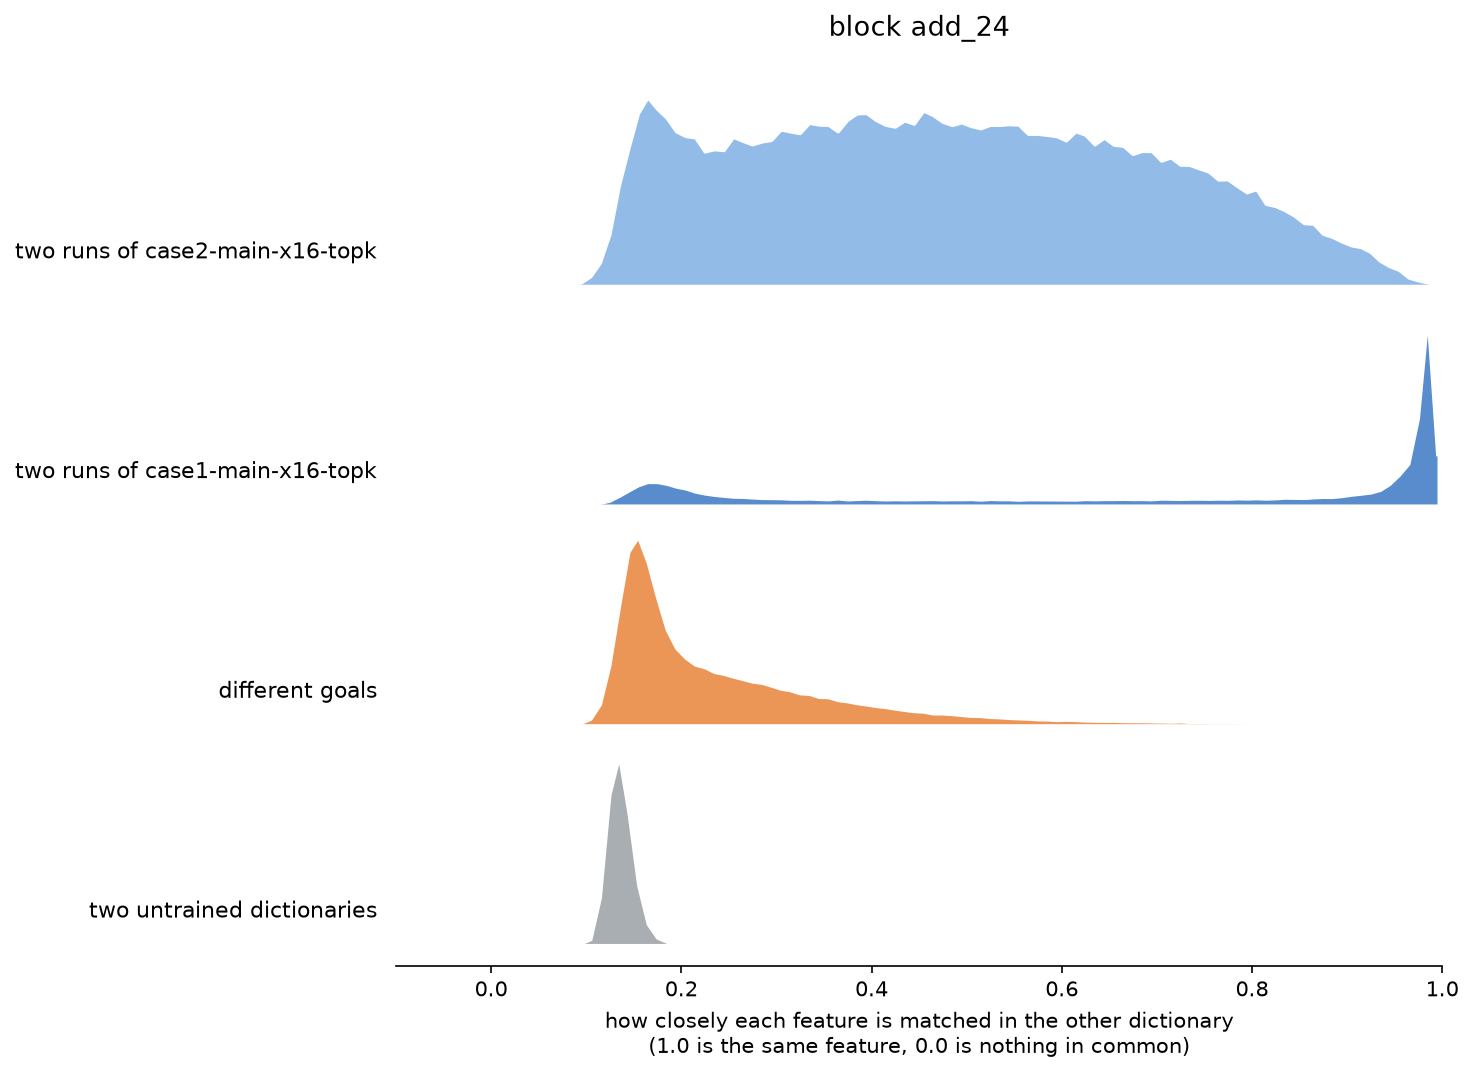 block add_24
two runs of case2-main-x16-topk
two runs of case1-main-x16-topk
different goals
two untrained dictionaries
0.0 0.2 0.4 0.6 0.8 1.0
how closely each feature is matched in the other dictionary
(1.0 is the same feature, 0.0 is nothing in common)